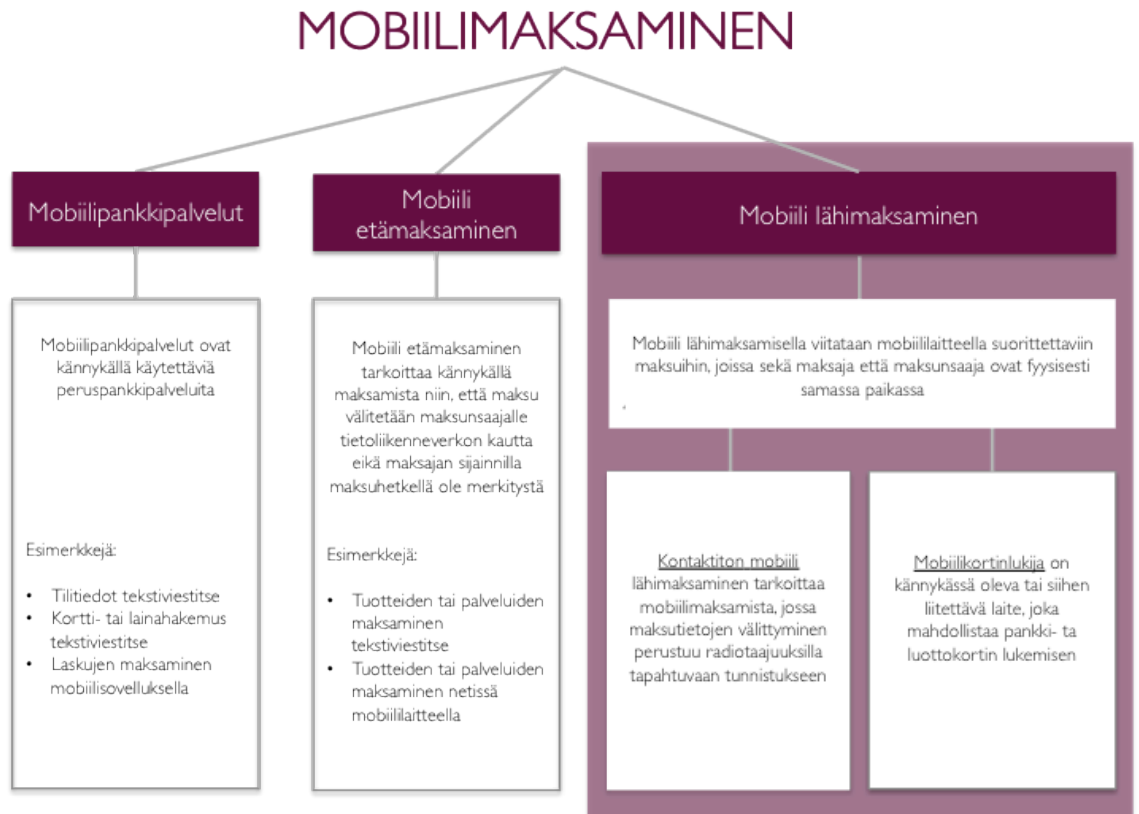 MOBIILIMAKSAMINEN
Mobiilipankkipalvelut
Mobiilipankkipalvelut ovat
kännykällä käytettäviä
peruspankkipalveluita
Esimerkkejä:
• Tilitiedot tekstiviestitse
• Kortti- tai lainahakemus
tekstiviestitse
• Laskujen maksaminen
mobiilisovelluksella
Mobiili
etämaksaminen
Mobiili etämaksaminen
tarkoittaa kännykällä
maksamista niin, että maksu
välitetään maksunsaajalle
tietoliikenneverkon kautta
eikä maksajan sijainnilla
maksuhetkellä ole merkitystä
Esimerkkejä:
• Tuotteiden tai palveluiden
maksaminen
tekstiviestitse
• Tuotteiden tai palveluiden
maksaminen netissä
mobiililaitteella
Mobiili lähimaksaminen
Mobiili lähimaksamisella viitataan mobiililaitteella suorittettaviin
maksuihin, joissa sekä maksaja että maksunsaaja ovat fyysisesti
samassa paikassa
.
Kontaktiton mobiili
lähimaksaminen tarkoittaa
mobiilimaksamista, jossa
maksutietojen välittyminen
perustuu radiotaajuuksilla
tapahtuvaan tunnistukseen
Mobiilikortinlukija on
kännykässä oleva tai siihen
liitettävä laite, joka
mahdollistaa pankki- ta
luottokortin lukemisen